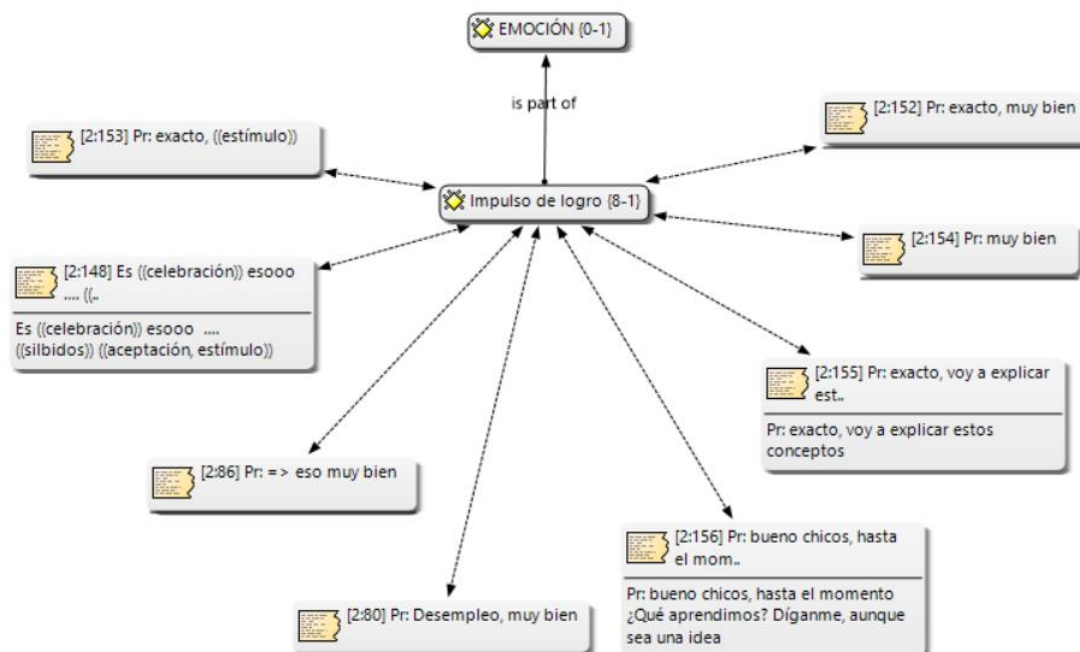 EMOCIÓN {0-1}
is part of
[2:152] Pr: exacto, muy bien
[2:153] Pr: exacto, ((estímulo))
Impulso de logro {8-1}
[2:154] Pr: muy bien
[2:148] Es ((celebración)) esooo
.... ((..
Es ((celebración)) esooo ....
((silbidos)) ((aceptación, estímulo))
[2:155] Pr: exacto, voy a explicar
est..
Pr: exacto, voy a explicar estos
conceptos
[2:86] Pr: = > eso muy bien
[2:156] Pr: bueno chicos, hasta
el mom..
Pr: bueno chicos, hasta el momento
¿Qué aprendimos? Díganme, aunque
sea una idea
[2:80] Pr: Desempleo, muy bien